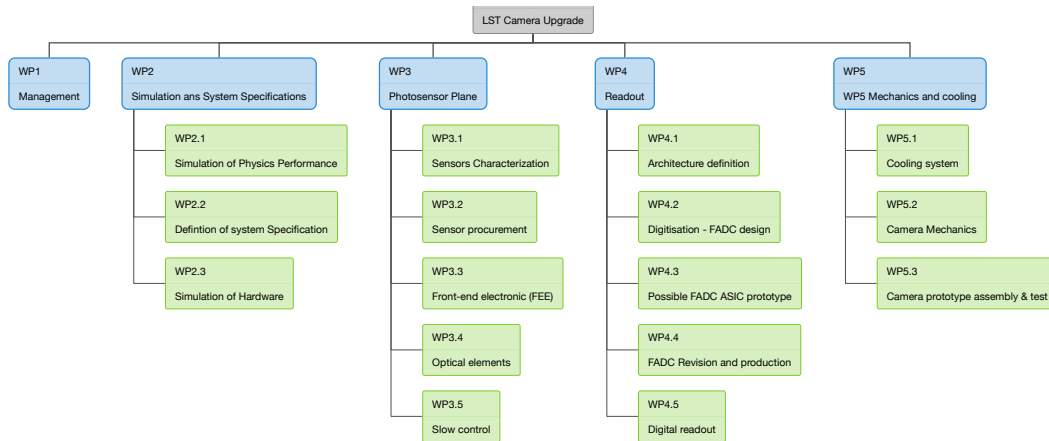 LST Camera Upgrade
WP1
Management
WP2
Simulation ans System Specifications
WP2.1
Simulation of Physics Performance
WP2.2
Defintion of system Specification
WP2.3
Simulation of Hardware
WP3
Photosensor Plane
WP3.1
Sensors Characterization
WP3.2
Sensor procurement
WP3.3
Front-end electronic (FEE)
WP3.4
Optical elements
WP3.5
Slow control
WP4
Readout
WP4.1
Architecture definition
WP4.2
Digitisation - FADC design
WP4.3
Possible FADC ASIC prototype
WP4.4
FADC Revision and production
WP4.5
Digital readout
WP5
WP5 Mechanics and cooling
WP5.1
Cooling system
WP5.2
Camera Mechanics
WP5.3
Camera prototype assembly & test